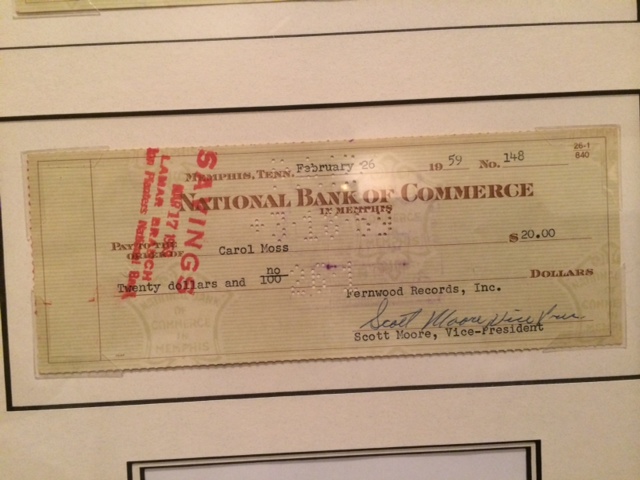 MEMPHIS, TENN. February 26 1959 No. 148
26-1
840
NATIONAL BANK OF COMMERCE
IN MEMPHIS
PAY TO THE
ORDER OF Carol Moss $20.00
Twenty dollars and no/100 DOLLARS
Fernwood Records, Inc.
Scott Moore Vice Pres
Scott Moore, Vice-President
SAVINGS
LAMAR BRANCH